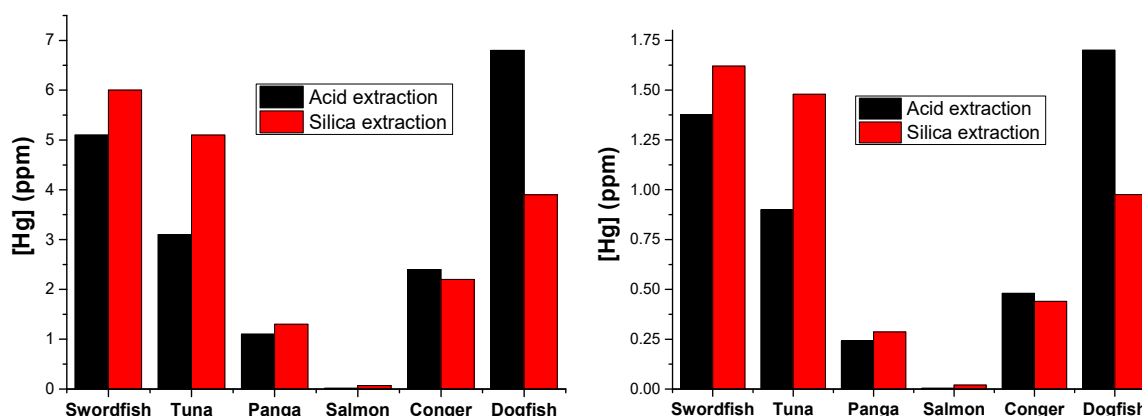 7
6
5
4
3
2
1
0
[Hg] (ppm)
Acid extraction
Silica extraction
Swordfish Tuna Panga Salmon Conger Dogfish
1.75
1.50
1.25
1.00
0.75
0.50
0.25
0.00
[Hg] (ppm)
Acid extraction
Silica extraction
Swordfish Tuna Panga Salmon Conger Dogfish